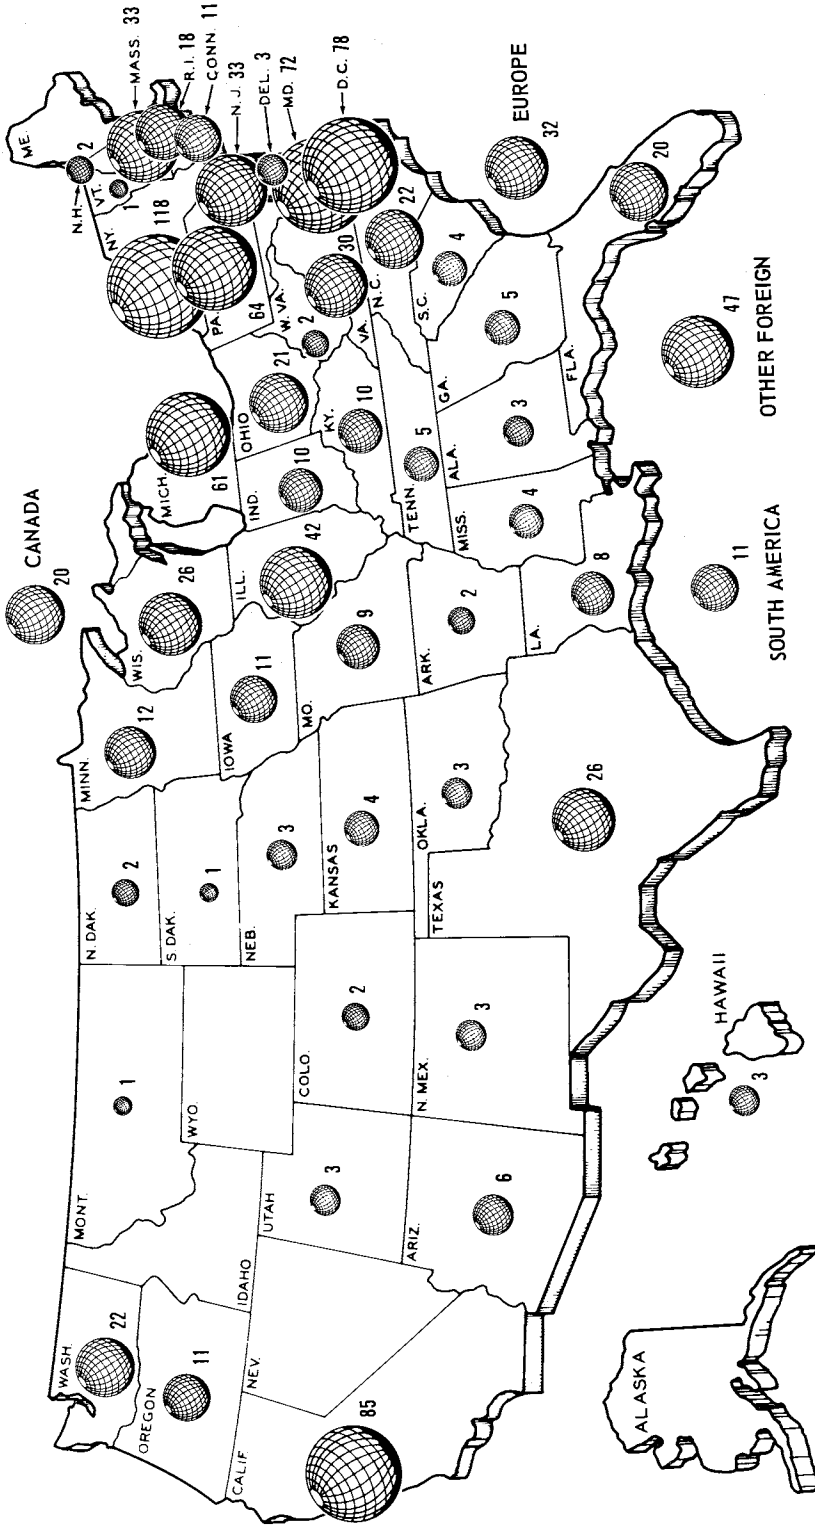 CANADA
20
WASH.
22
OREGON
11
CALIF.
85
NEV.
IDAHO
MONT.
1
WYO.
UTAH
3
ARIZ.
6
COLO.
2
N. MEX.
3
N. DAK.
2
S. DAK.
1
NEB.
3
KANSAS
4
OKLA.
3
TEXAS
26
MINN.
12
IOWA
11
MO.
9
ARK.
2
LA.
8
WIS.
26
ILL.
42
MICH.
61
IND.
10
OHIO
21
KY.
10
TENN.
5
MISS.
4
ALA.
3
GA.
5
FLA.
20
S.C.
4
N.C.
22
VA.
30
W. VA.
2
PA.
64
NY.
118
VT.
1
N.H.
2
ME.
MASS. 33
R.I. 18
CONN. 11
N.J. 33
DEL. 3
MD. 72
D.C. 78
EUROPE
32
ALASKA
HAWAII
3
11
SOUTH AMERICA
47
OTHER FOREIGN